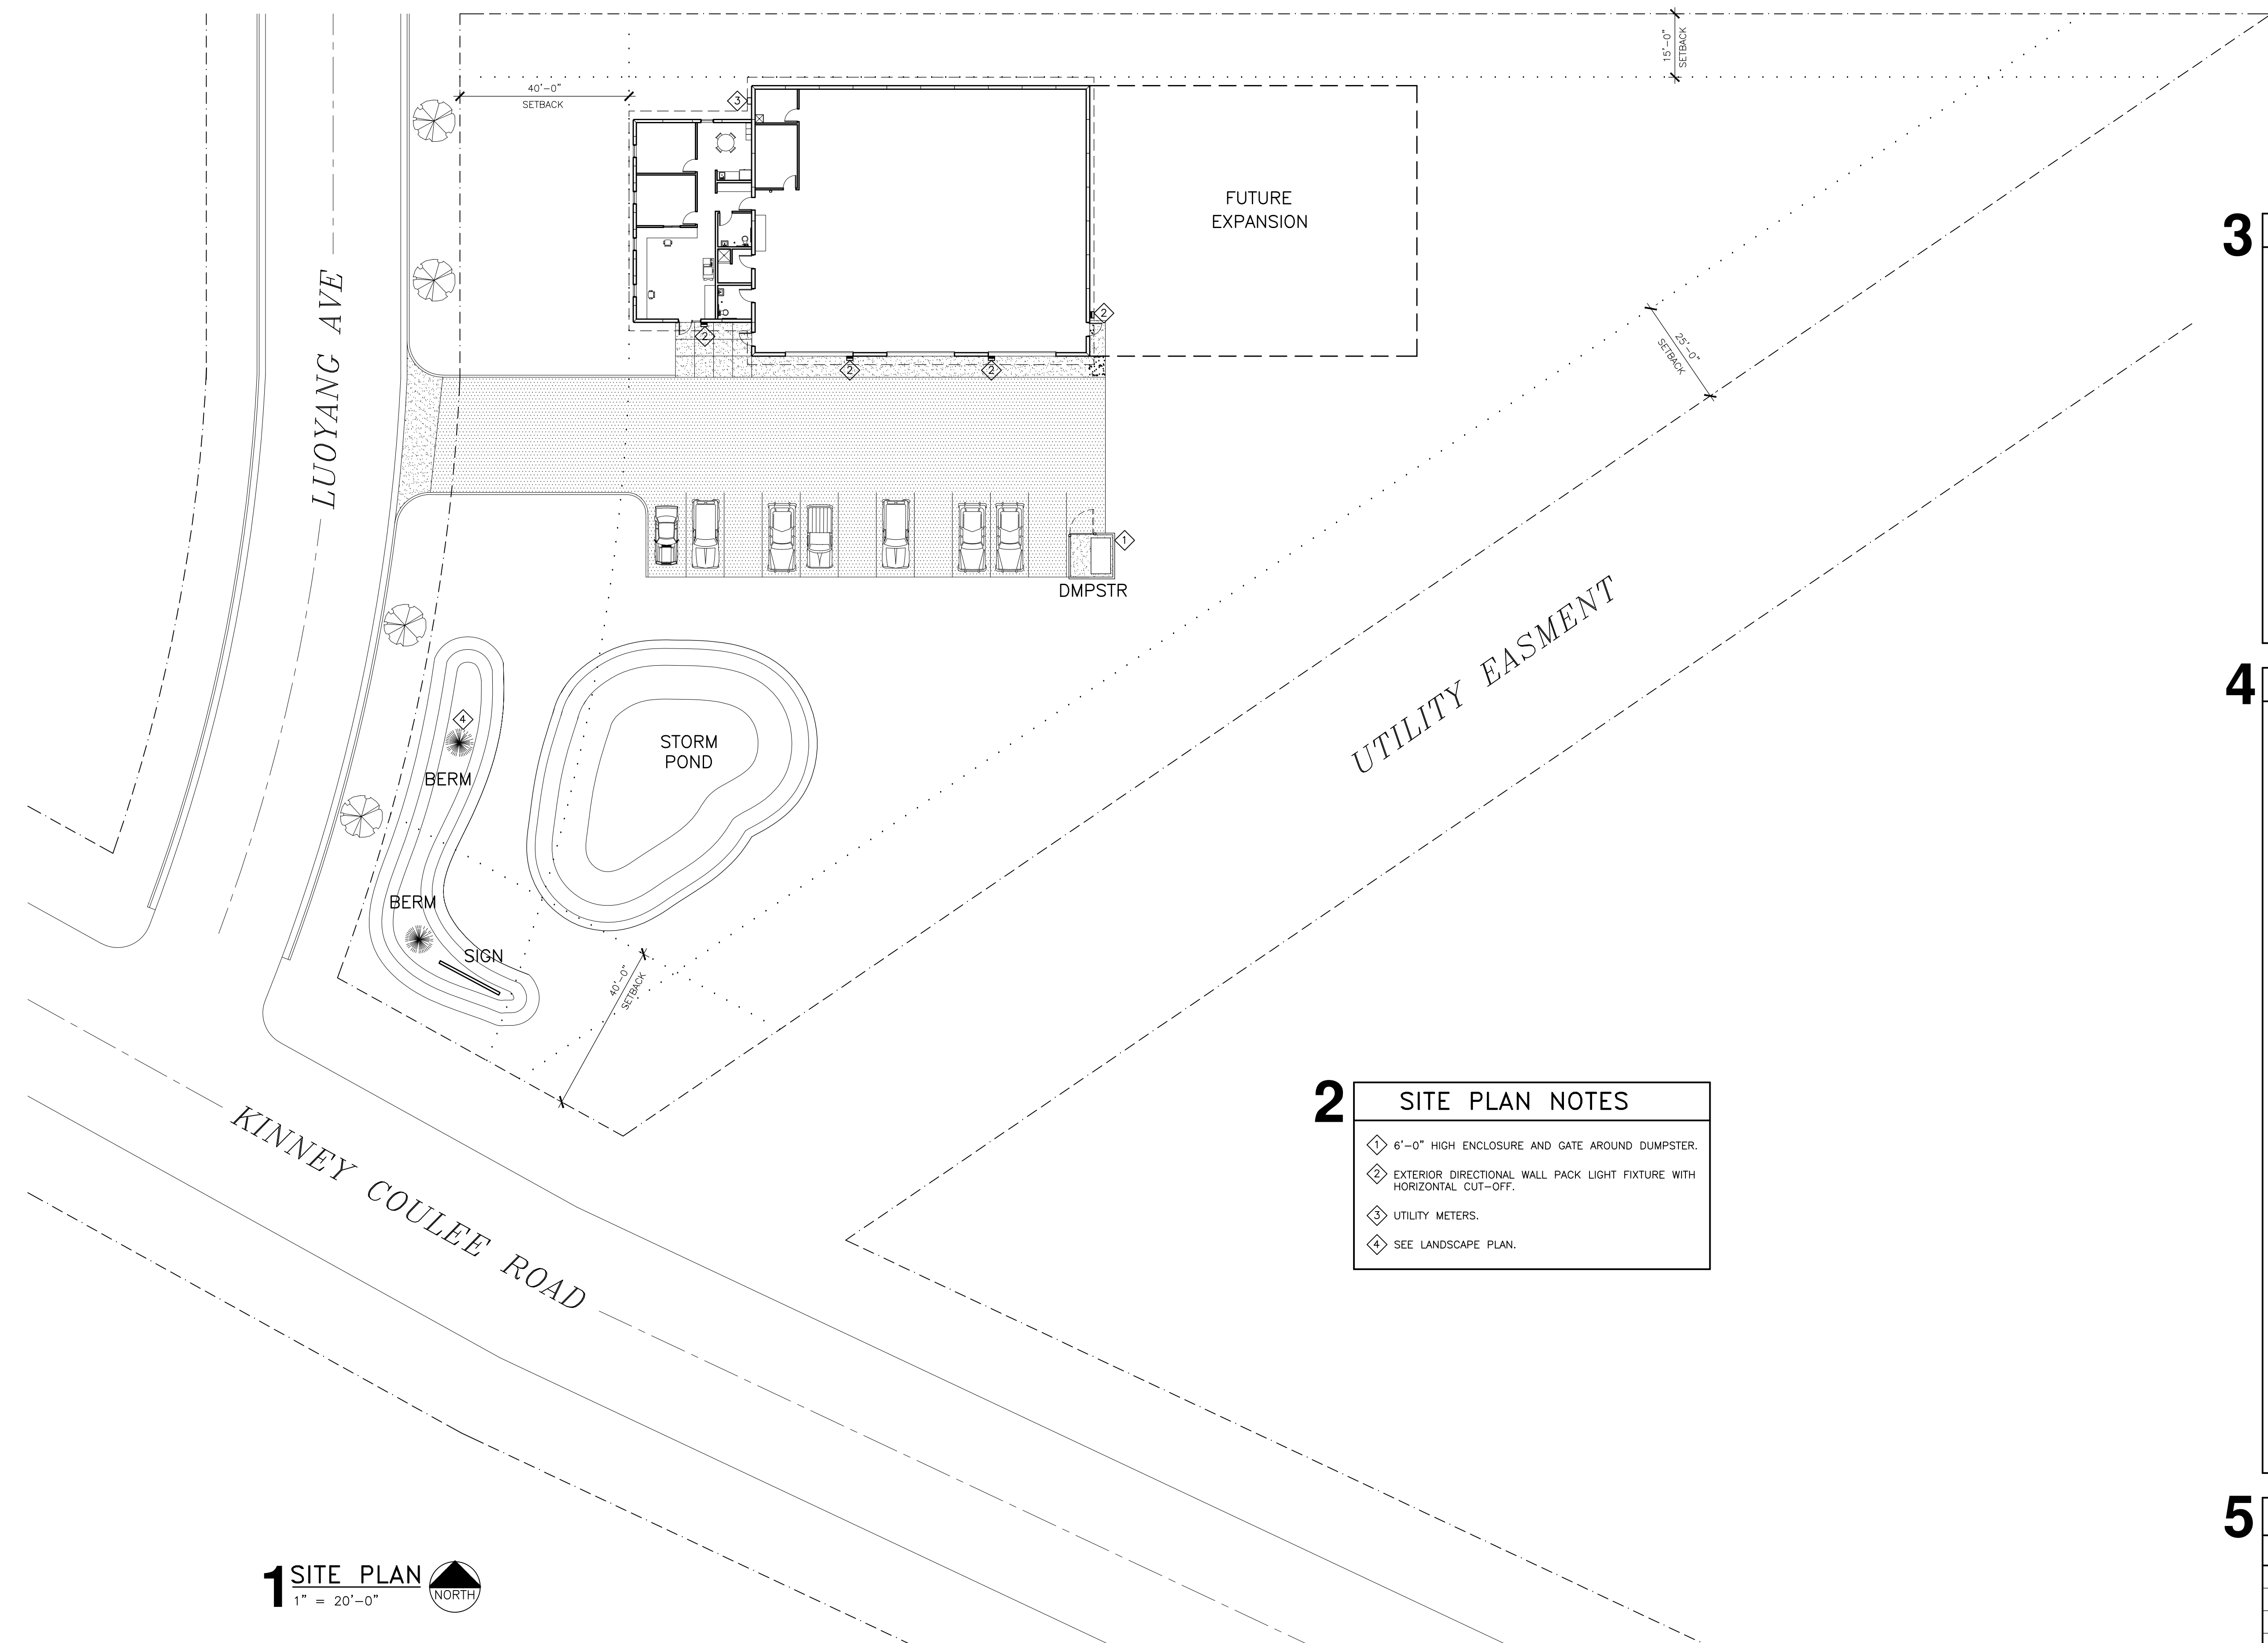 15'-0"
SETBACK
40'-0"
SETBACK
3
FUTURE
EXPANSION
3
2
2
2
2
LUOYANG AVE
25'-0"
SETBACK
1
DMPSTR
UTILITY EASMENT
4
4
BERM
STORM
POND
BERM
SIGN
40'-0"
SETBACK
KINNEY COULEE ROAD
2
SITE PLAN NOTES
1 6'-0" HIGH ENCLOSURE AND GATE AROUND DUMPSTER.
2 EXTERIOR DIRECTIONAL WALL PACK LIGHT FIXTURE WITH
HORIZONTAL CUT-OFF.
3 UTILITY METERS.
4 SEE LANDSCAPE PLAN.
5
1 SITE PLAN
1" = 20'-0"
NORTH